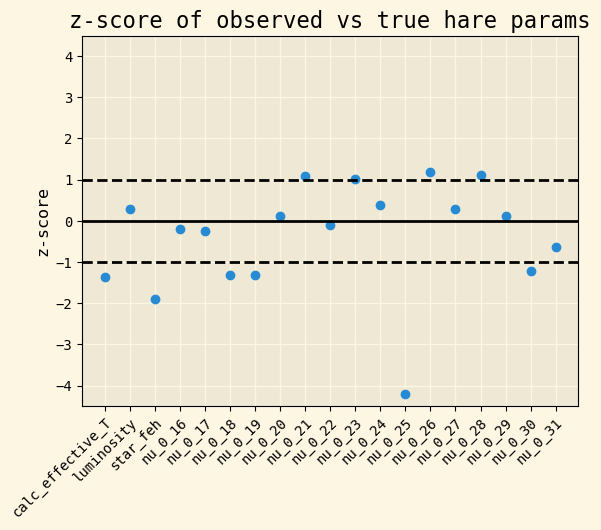 z-score of observed vs true hare params
z-score
4
3
2
1
0
−1
−2
−3
−4
calc_effective_T
luminosity
star_feh
nu_0_16
nu_0_17
nu_0_18
nu_0_19
nu_0_20
nu_0_21
nu_0_22
nu_0_23
nu_0_24
nu_0_25
nu_0_26
nu_0_27
nu_0_28
nu_0_29
nu_0_30
nu_0_31